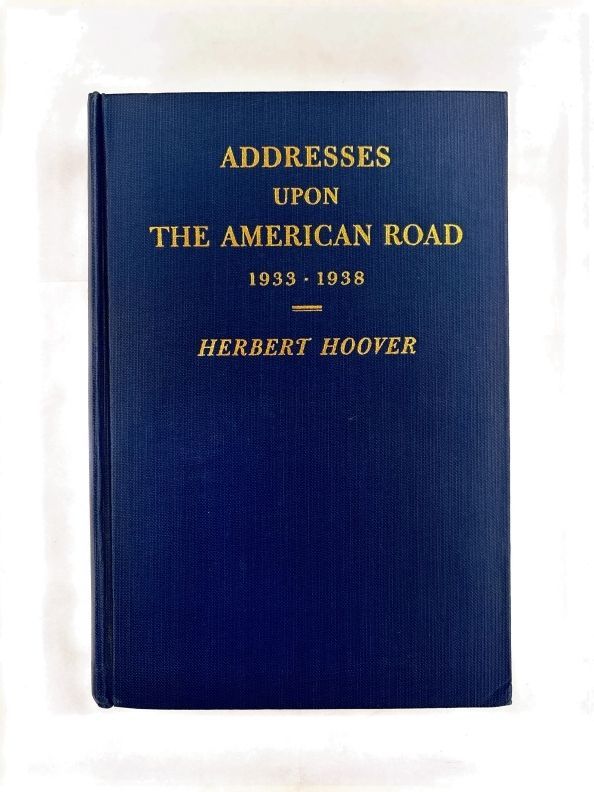 ADDRESSES
UPON
THE AMERICAN ROAD
1933 · 1938
HERBERT HOOVER